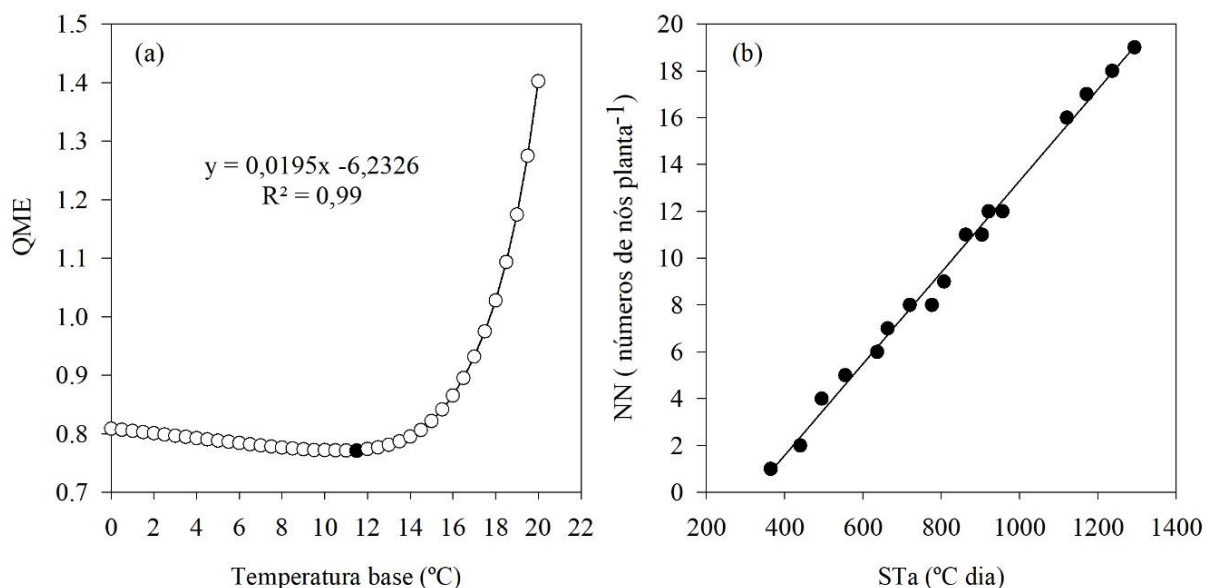 (a)
y = 0,0195x -6,2326
R² = 0,99
QME
1.5
1.4
1.3
1.2
1.1
1.0
0.9
0.8
0.7
0 2 4 6 8 10 12 14 16 18 20 22
Temperatura base (ºC)
(b)
NN ( números de nós planta⁻¹)
20
18
16
14
12
10
8
6
4
2
0
200 400 600 800 1000 1200 1400
STa (ºC dia)